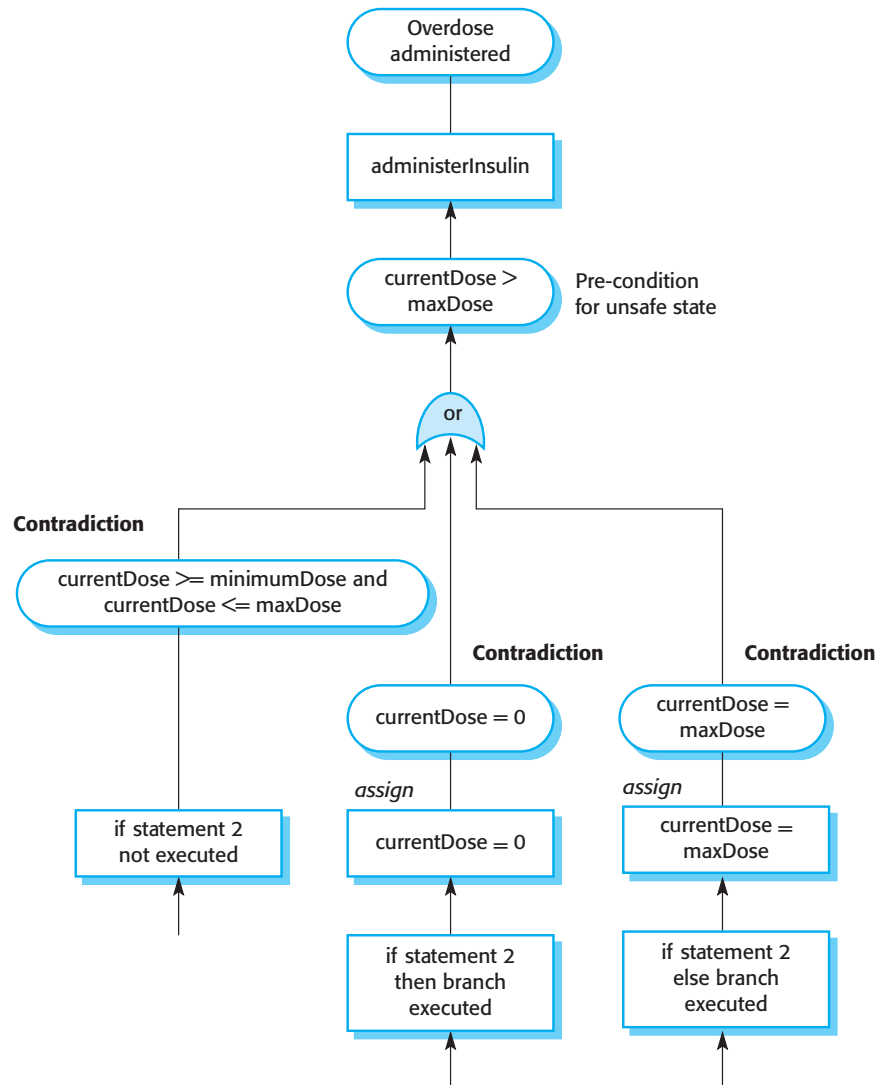 Overdose
administered
administerInsulin
currentDose >
maxDose
Pre-condition
for unsafe state
or
Contradiction
currentDose >= minimumDose and
currentDose <= maxDose
Contradiction
currentDose = 0
assign
currentDose = 0
Contradiction
currentDose =
maxDose
assign
currentDose =
maxDose
if statement 2
not executed
if statement 2
then branch
executed
if statement 2
else branch
executed